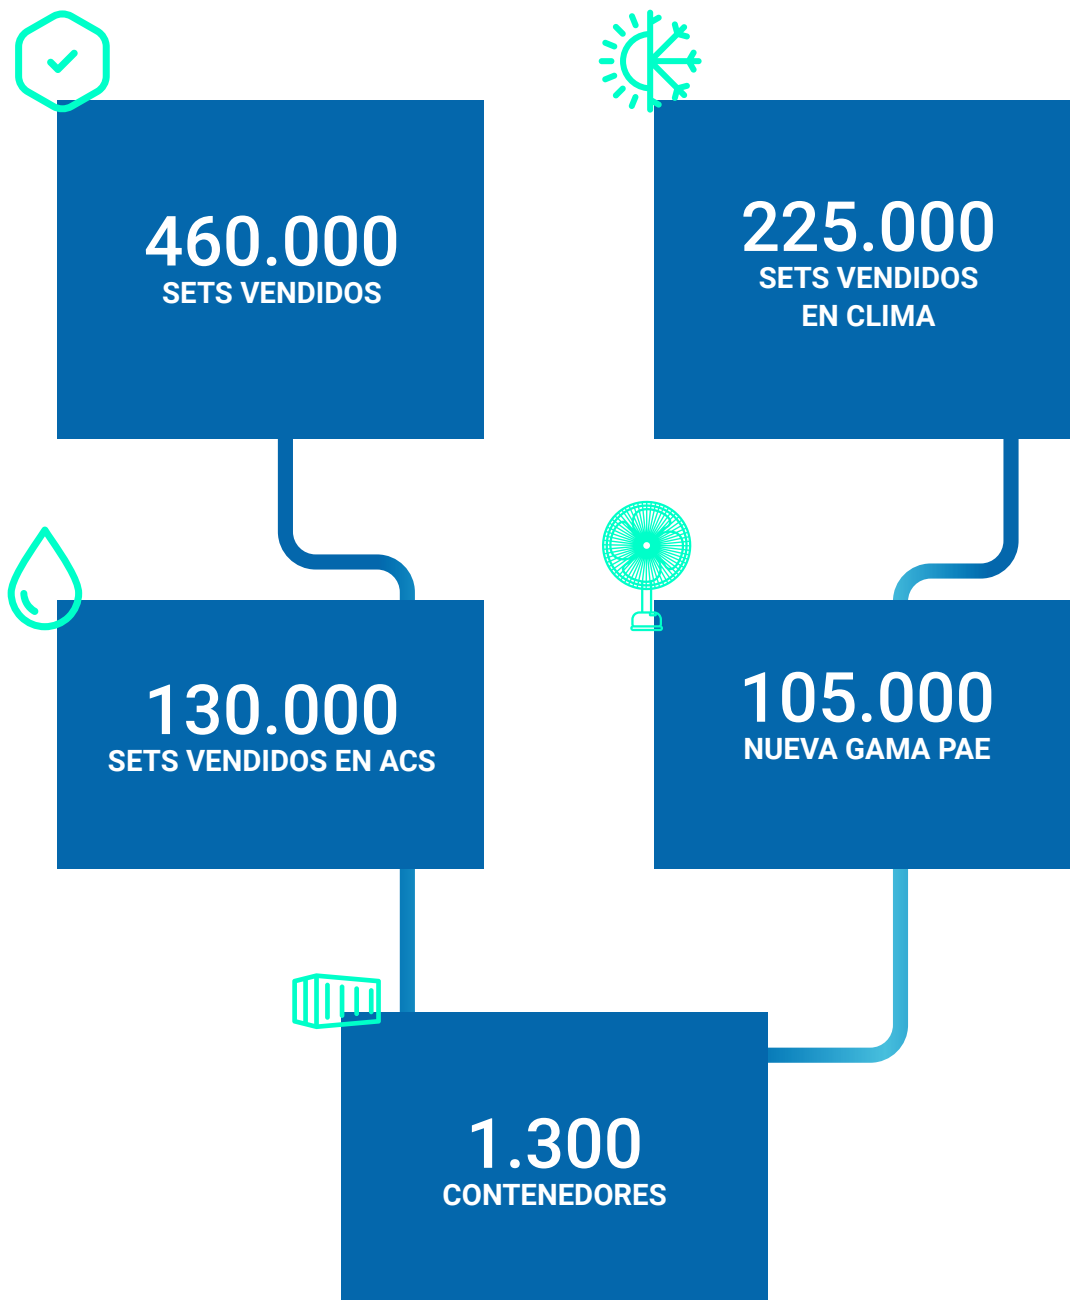 460.000
SETS VENDIDOS
225.000
SETS VENDIDOS
EN CLIMA
130.000
SETS VENDIDOS EN ACS
105.000
NUEVA GAMA PAE
1.300
CONTENEDORES